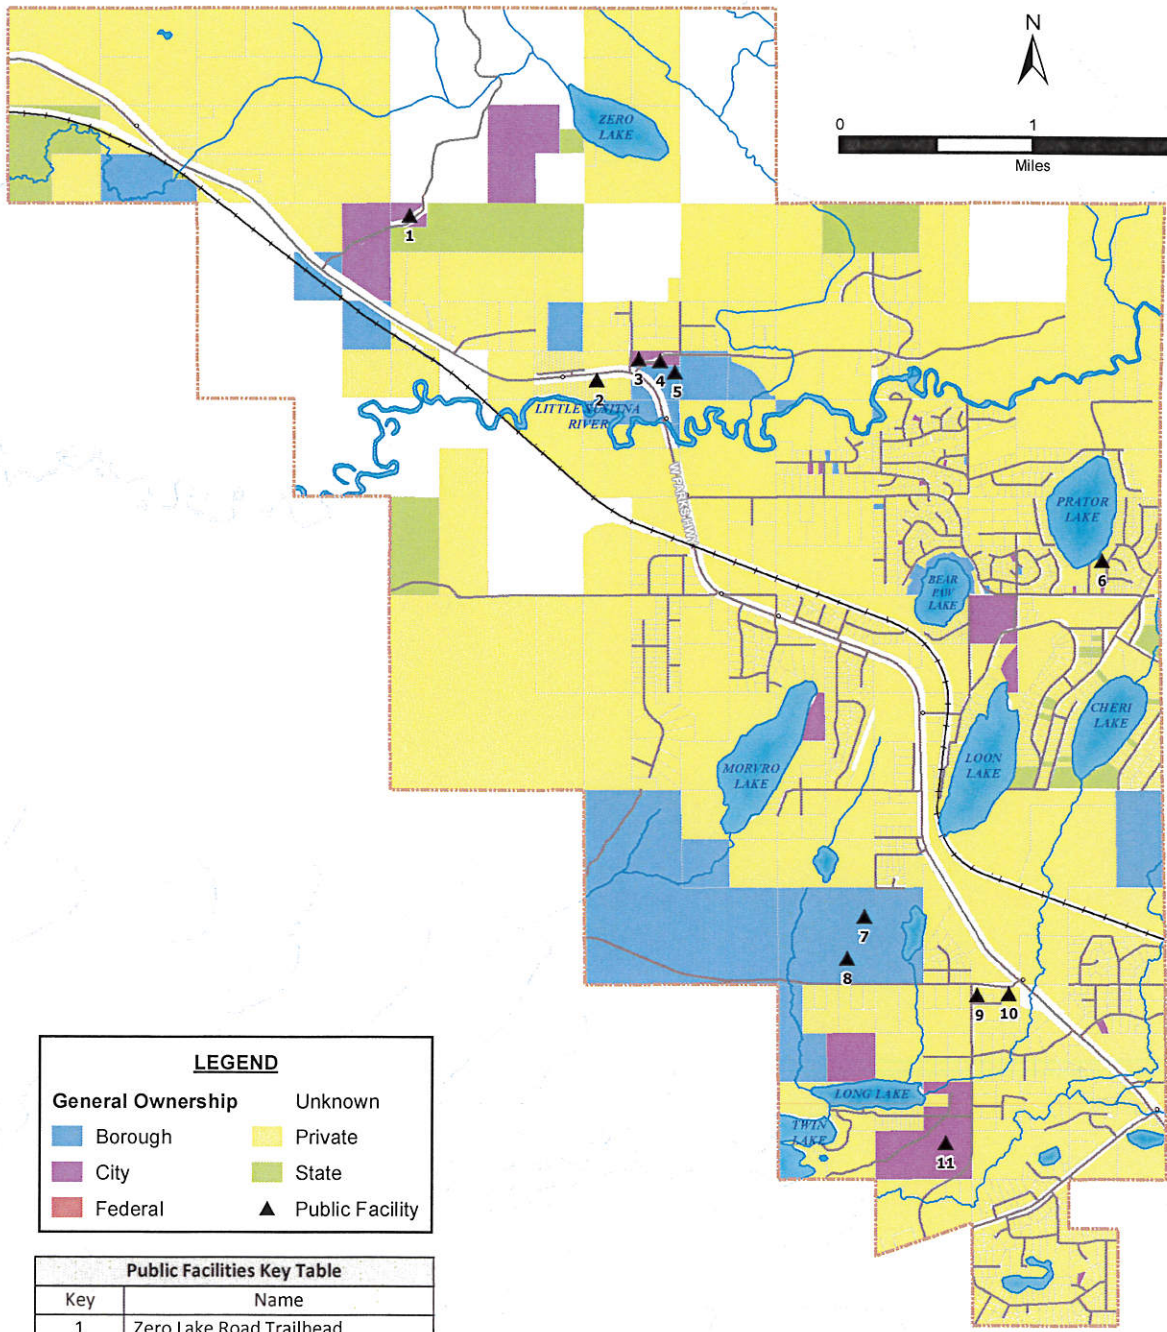 N
0 1
Miles
ZERO
LAKE
1
2
3
4
5
LITTLE SUSITNA
RIVER
W PARKS HWY
PRATOR
LAKE
6
BEAR
PAW
LAKE
CHERI
LAKE
LOON
LAKE
MORVRO
LAKE
7
8
9
10
LONG LAKE
TWIN
LAKE
11
LEGEND
General Ownership Unknown
Borough Private
City State
Federal Public Facility
Public Facilities Key Table
Key Name
1 Zero Lake Road Trailhead